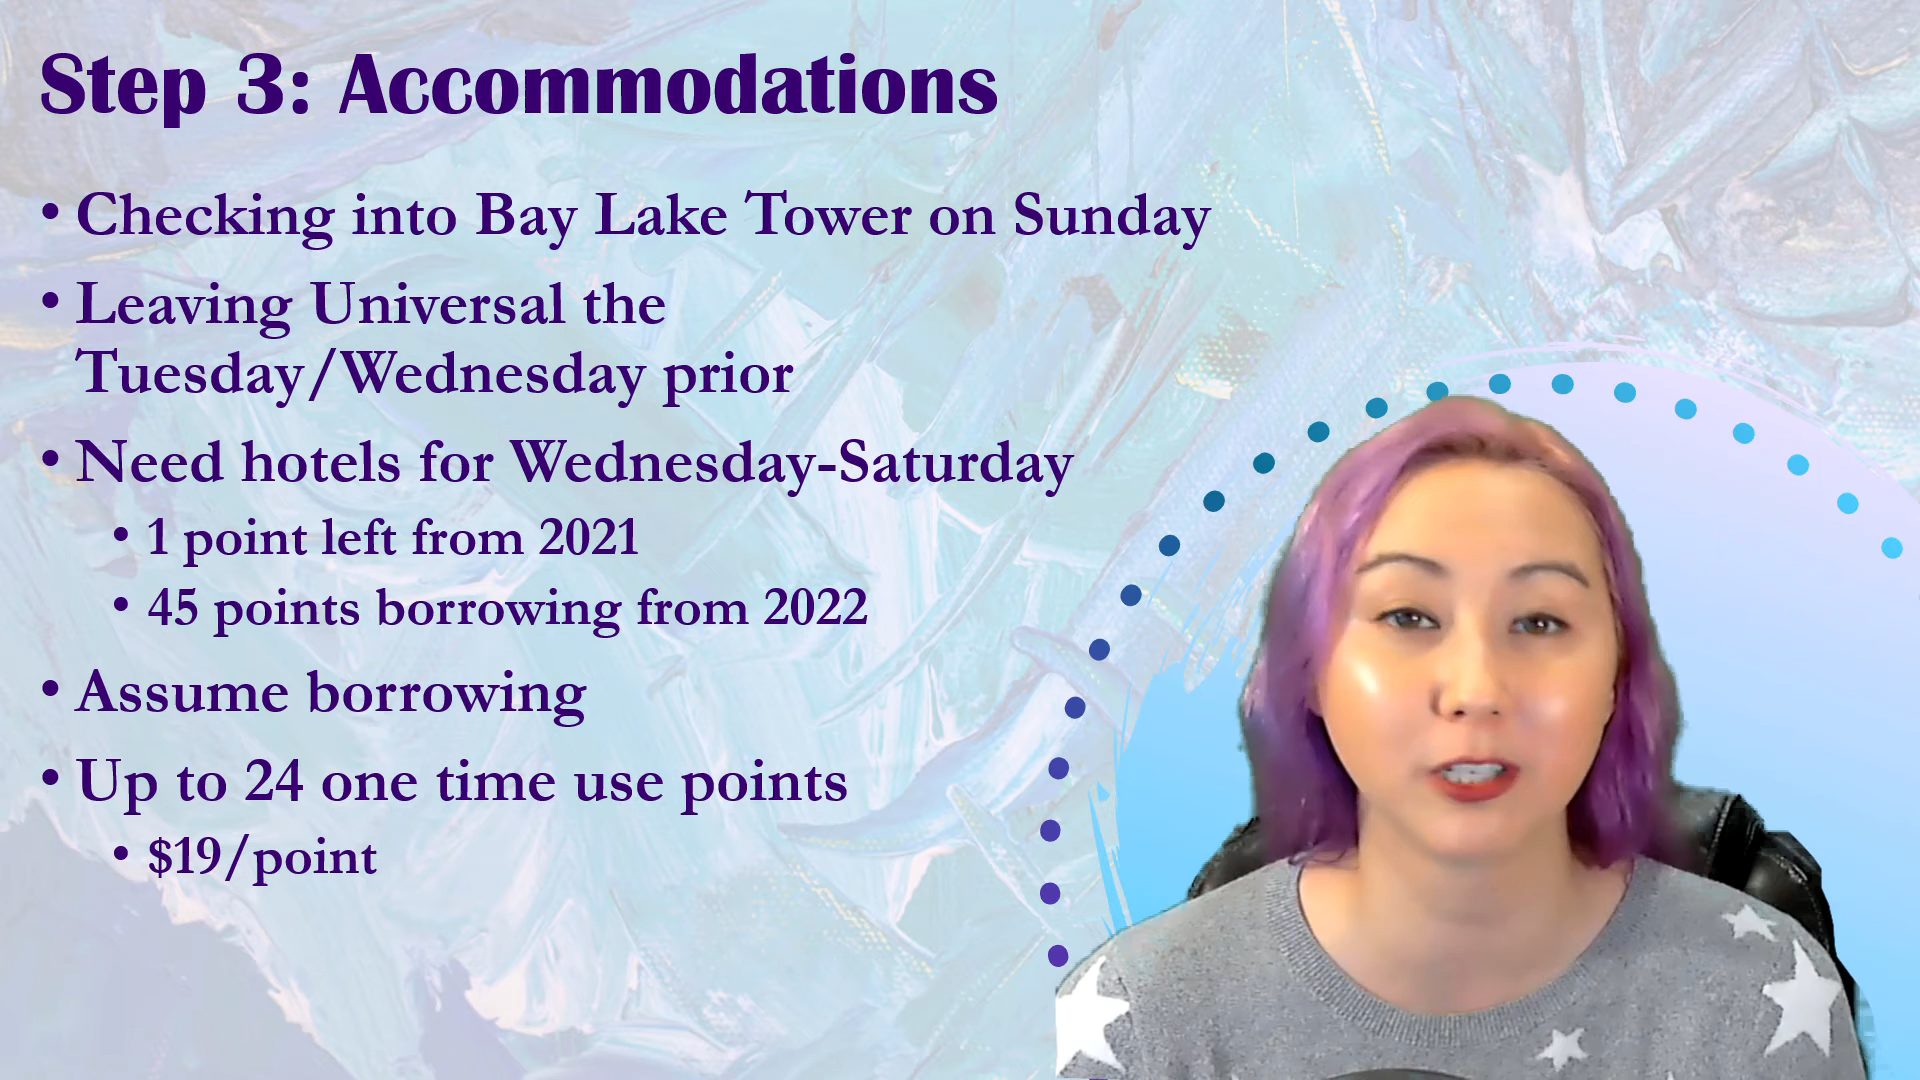 Step 3: Accommodations
• Checking into Bay Lake Tower on Sunday
• Leaving Universal the
Tuesday/Wednesday prior
• Need hotels for Wednesday-Saturday
• 1 point left from 2021
• 45 points borrowing from 2022
• Assume borrowing
• Up to 24 one time use points
• $19/point